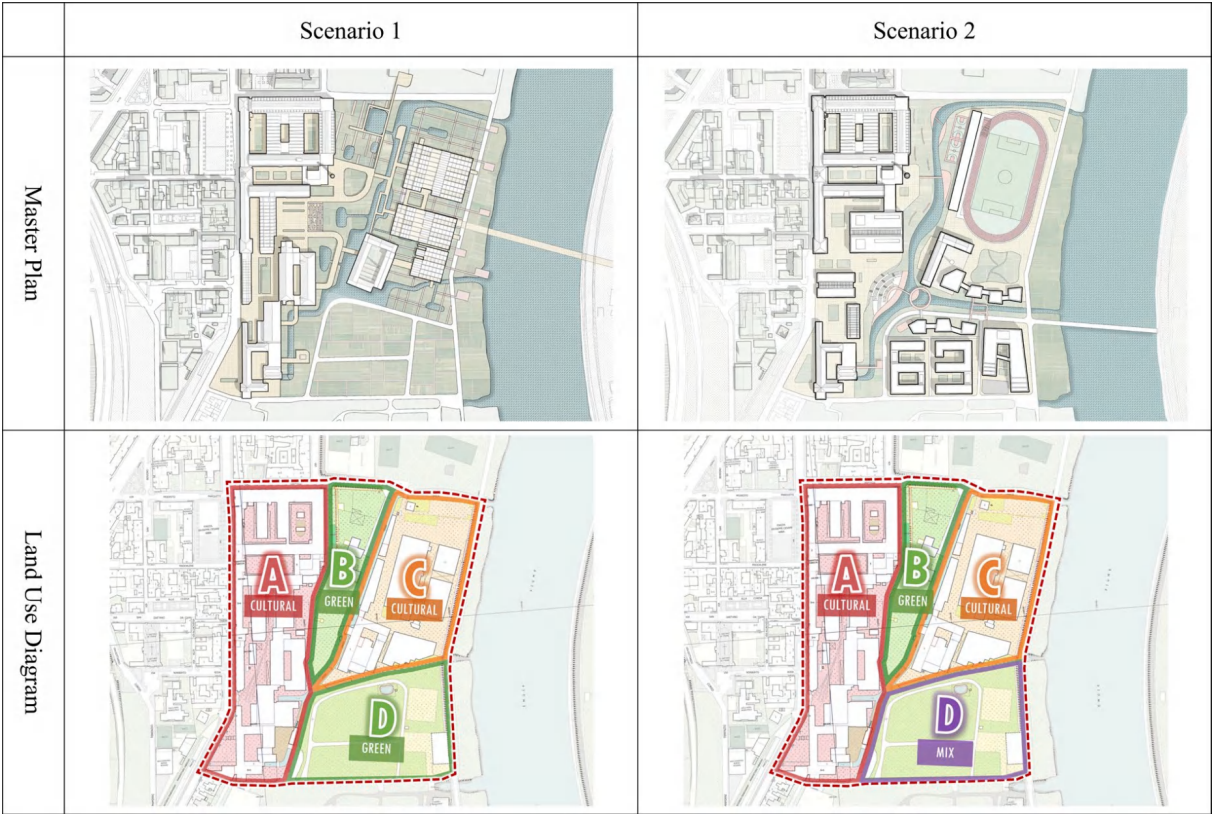 Scenario 1
Scenario 2
Master Plan
Land Use Diagram
A
CULTURAL
B
GREEN
C
CULTURAL
D
GREEN
A
CULTURAL
B
GREEN
C
CULTURAL
D
MIX